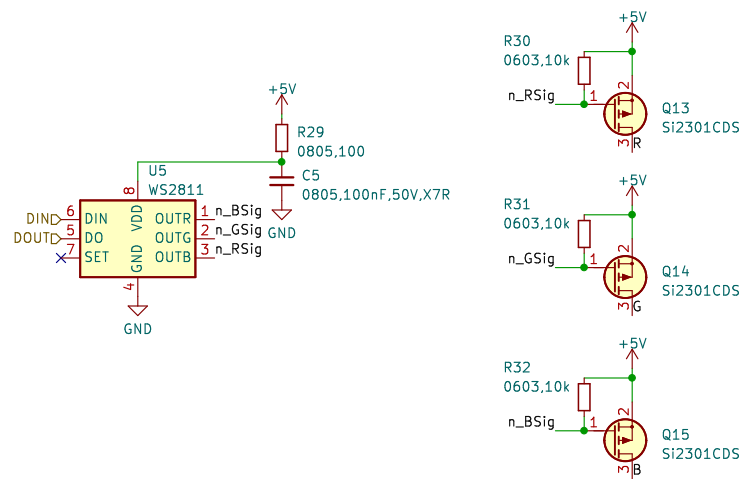 +5V
R29
0805,100
C5
0805,100nF,50V,X7R
GND
U5
WS2811
8
VDD
DIN 6 DIN OUTR 1 n_BSig
DOUT 5 DO OUTG 2 n_GSig
7 SET OUTB 3 n_RSig
GND
4
GND
+5V
R30
0603,10k
n_RSig 1
2
Q13
Si2301CDS
3 R
+5V
R31
0603,10k
n_GSig 1
2
Q14
Si2301CDS
3 G
+5V
R32
0603,10k
n_BSig 1
2
Q15
Si2301CDS
3 B